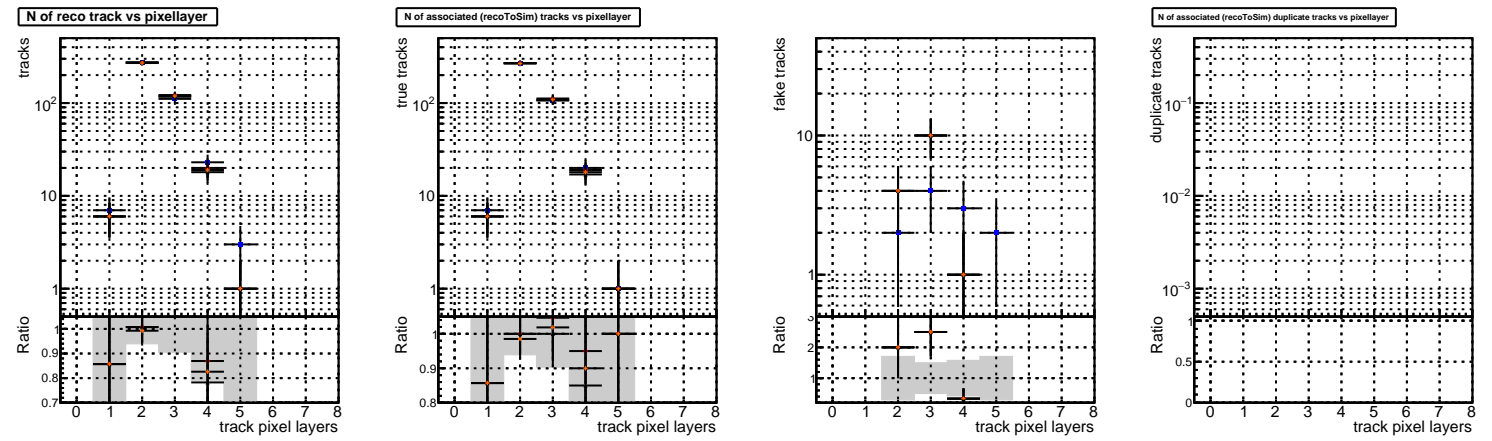 N of reco track vs pixellayer
tracks
10²
10
1
Ratio
1
0.9
0.8
0.7
0 1 2 3 4 5 6 7 8
track pixel layers
N of associated (recoToSim) tracks vs pixellayer
true tracks
10²
10
1
Ratio
1
0.9
0.8
0 1 2 3 4 5 6 7 8
track pixel layers
fake tracks
10
1
Ratio
3
2
1
0 1 2 3 4 5 6 7 8
track pixel layers
N of associated (recoToSim) duplicate tracks vs pixellayer
duplicate tracks
10⁻¹
10⁻²
10⁻³
Ratio
1
0.5
0
0 1 2 3 4 5 6 7 8
track pixel layers